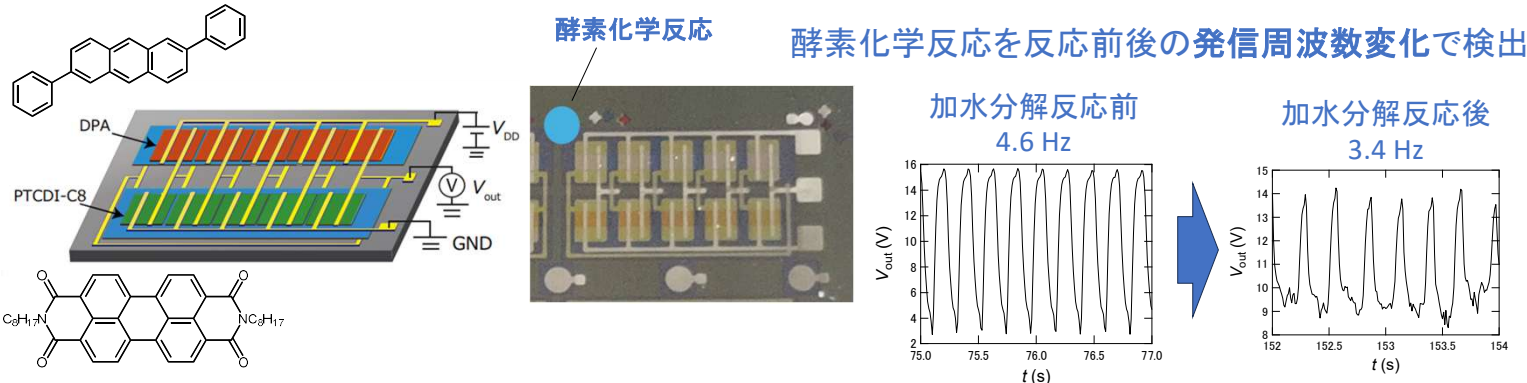 酵素化学反応
酵素化学反応を反応前後の発信周波数変化で検出
DPA
PTCDI-C8
V_DD
V
V_out
GND
C₈H₁₇
N
O
O
O
O
N
C₈H₁₇
加水分解反応前
4.6 Hz
V_out (V)
16
14
12
10
8
6
4
2
75.0
75.5
76.0
76.5
77.0
t (s)
加水分解反応後
3.4 Hz
V_out (V)
15
14
13
12
11
10
9
8
152
152.5
153
153.5
154
t (s)